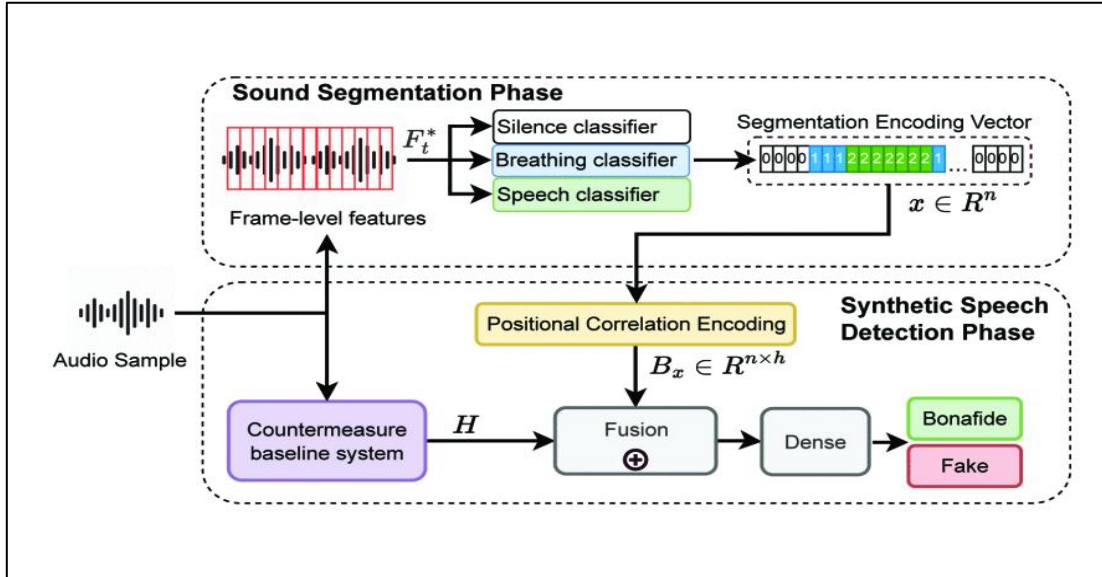 Sound Segmentation Phase
Frame-level features
F_t^*
Silence classifier
Breathing classifier
Speech classifier
Segmentation Encoding Vector
0000111222222221...0000
x ∈ R^n
Audio Sample
Synthetic Speech
Detection Phase
Positional Correlation Encoding
B_x ∈ R^{n×h}
Countermeasure
baseline system
H
Fusion
⊕
Dense
Bonafide
Fake